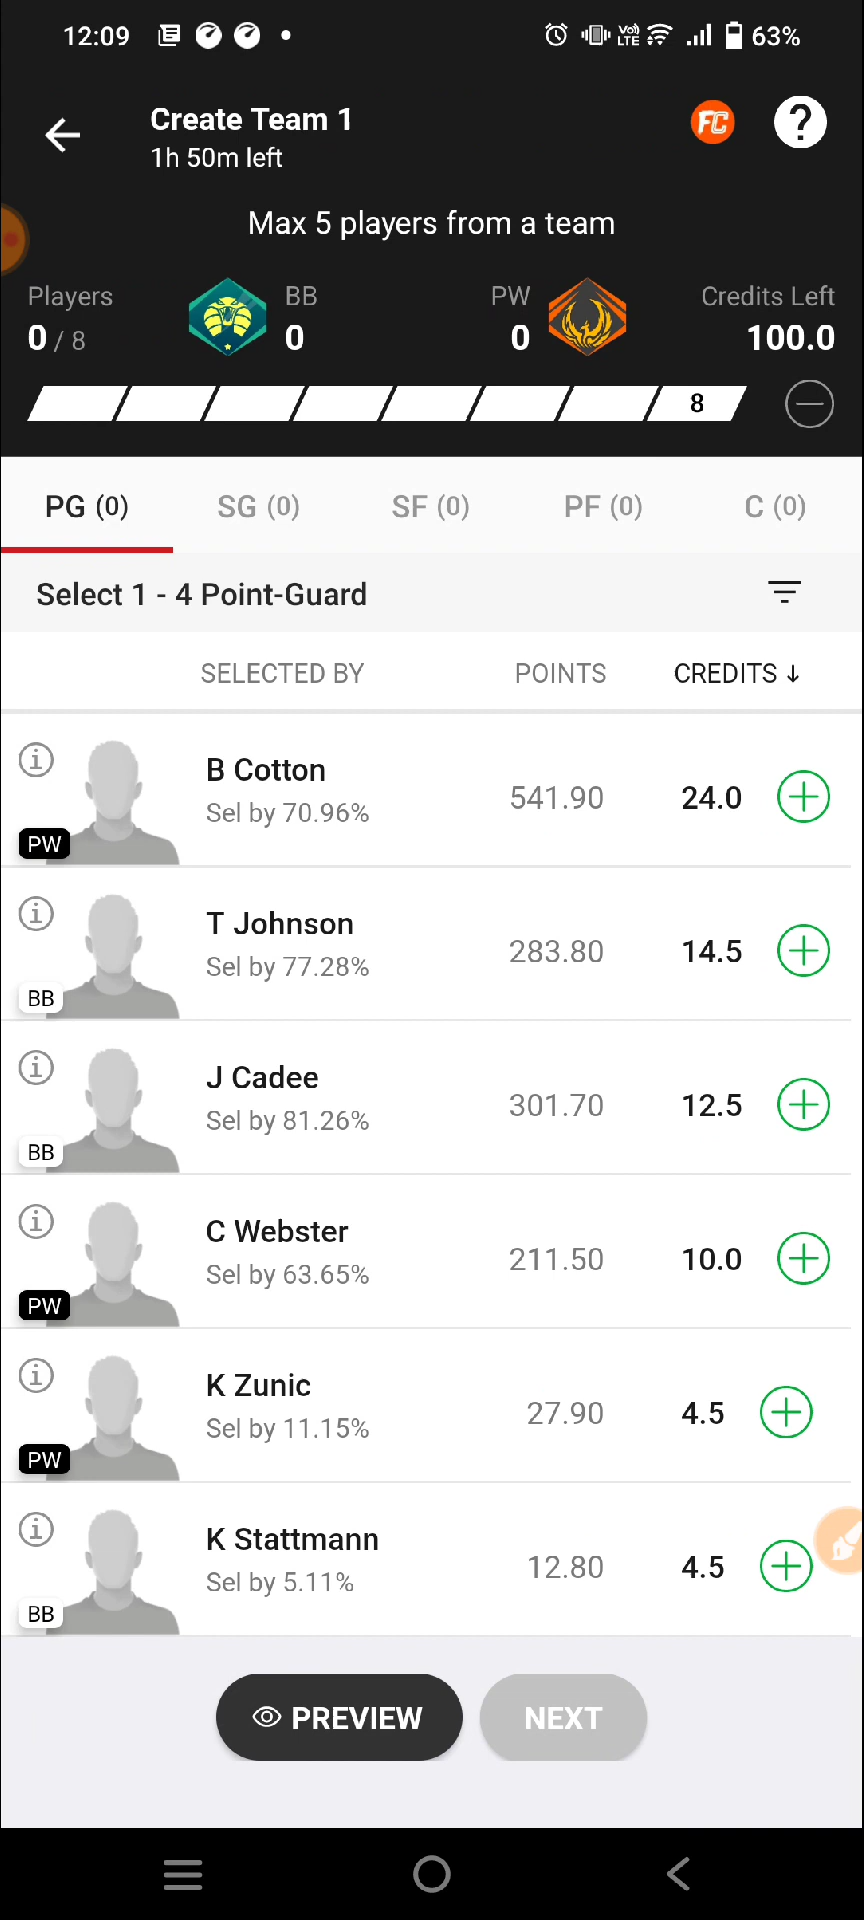 12:09 Vo) LTE 63%
Create Team 1
1h 50m left
FC ?
Max 5 players from a team
Players BB PW Credits Left
0 / 8 0 0 100.0
8
PG (0) SG (0) SF (0) PF (0) C (0)
Select 1 - 4 Point-Guard
SELECTED BY POINTS CREDITS ↓
B Cotton
Sel by 70.96% 541.90 24.0
PW
T Johnson
Sel by 77.28% 283.80 14.5
BB
J Cadee
Sel by 81.26% 301.70 12.5
BB
C Webster
Sel by 63.65% 211.50 10.0
PW
K Zunic
Sel by 11.15% 27.90 4.5
PW
K Stattmann
Sel by 5.11% 12.80 4.5
BB
PREVIEW NEXT